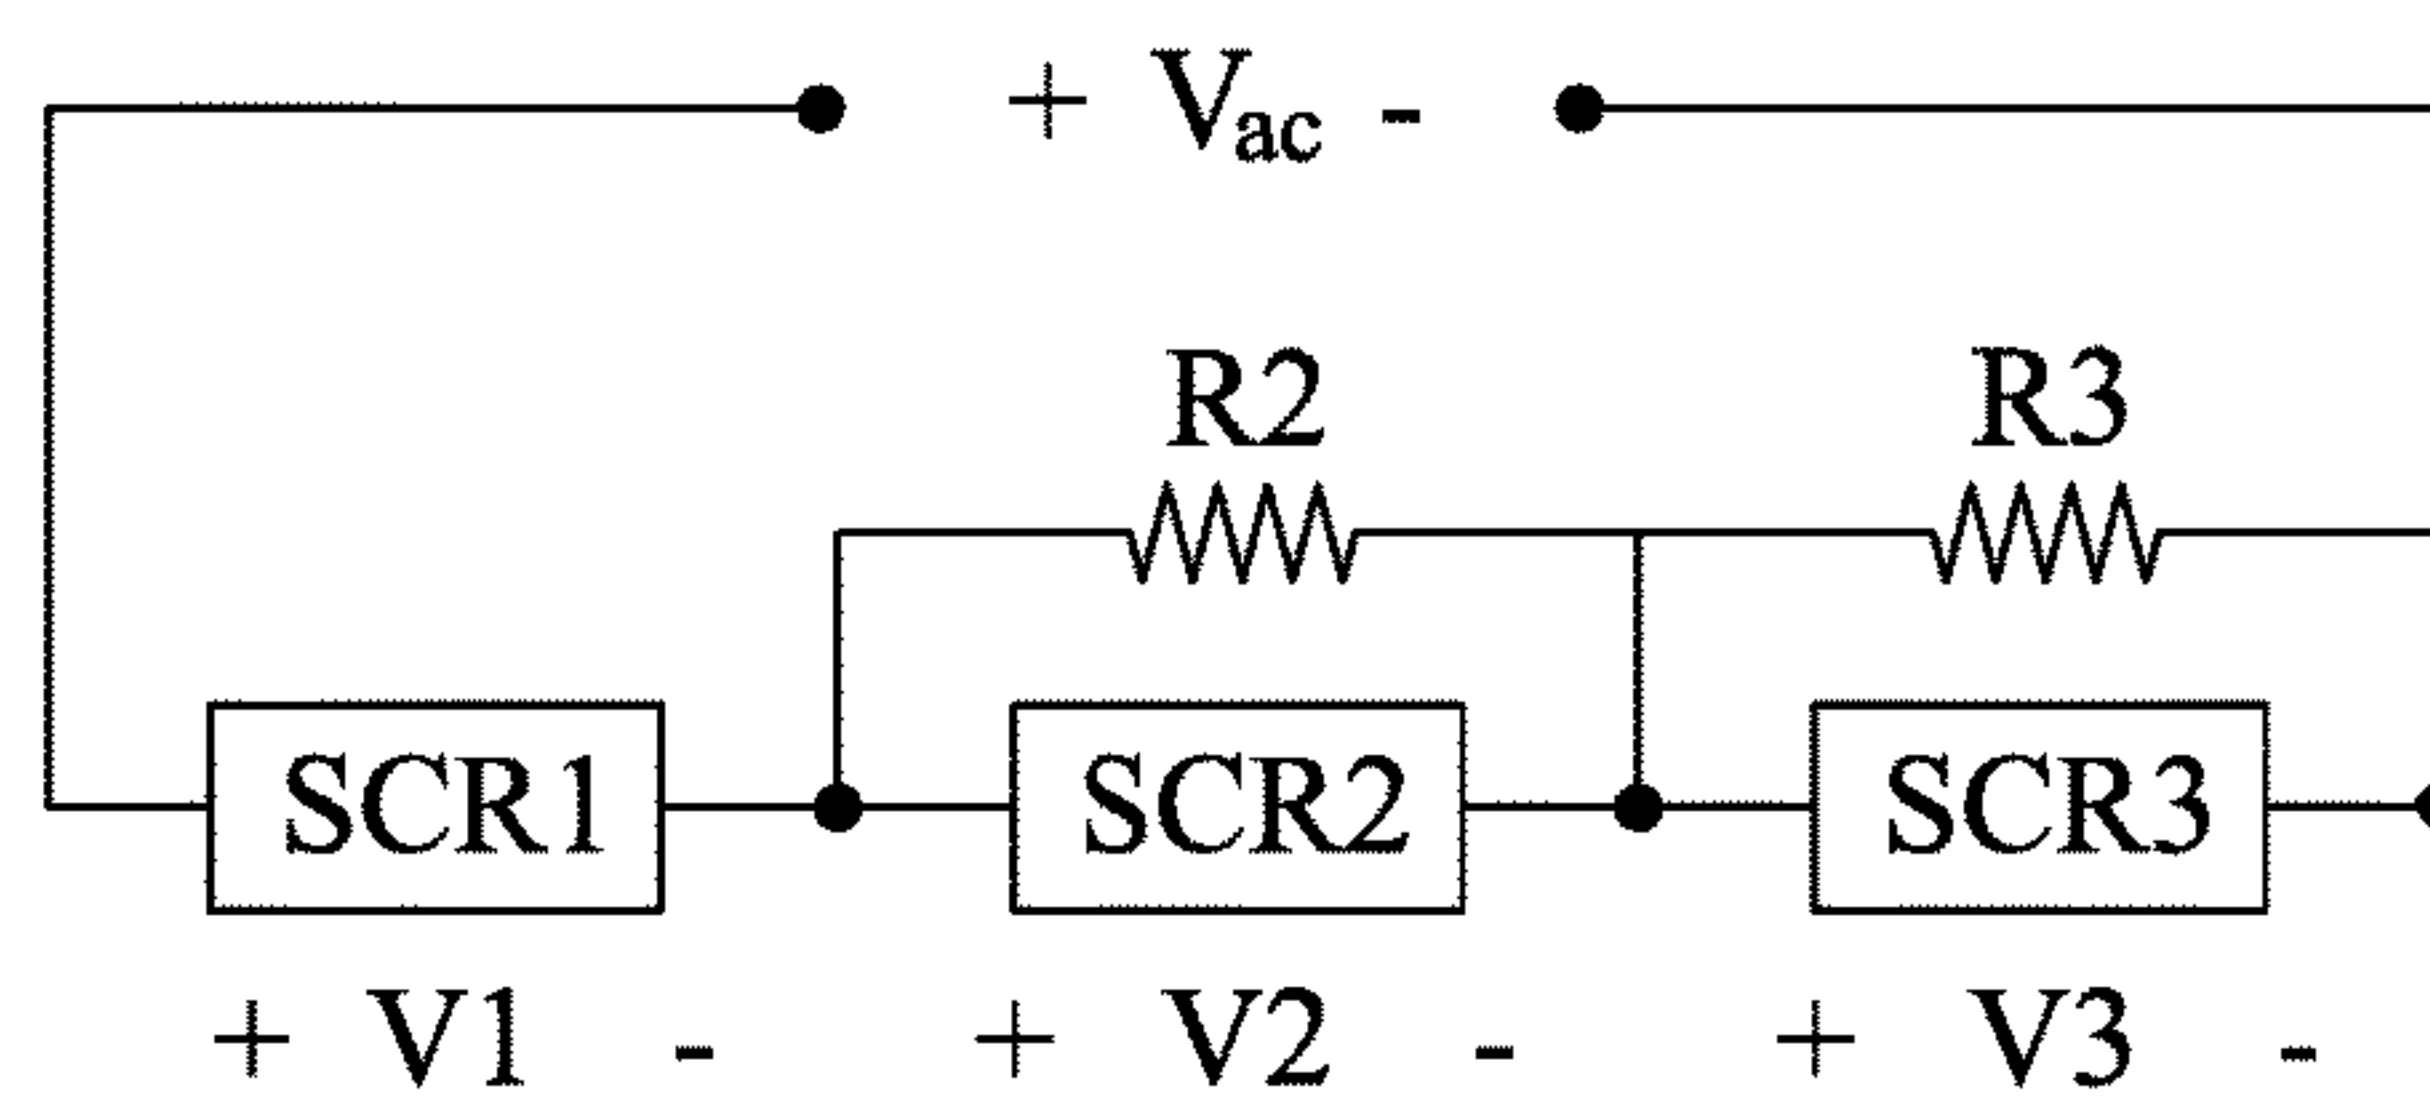 + Vac -
R2 R3
SCR1 SCR2 SCR3
+ V1 - + V2 - + V3 -